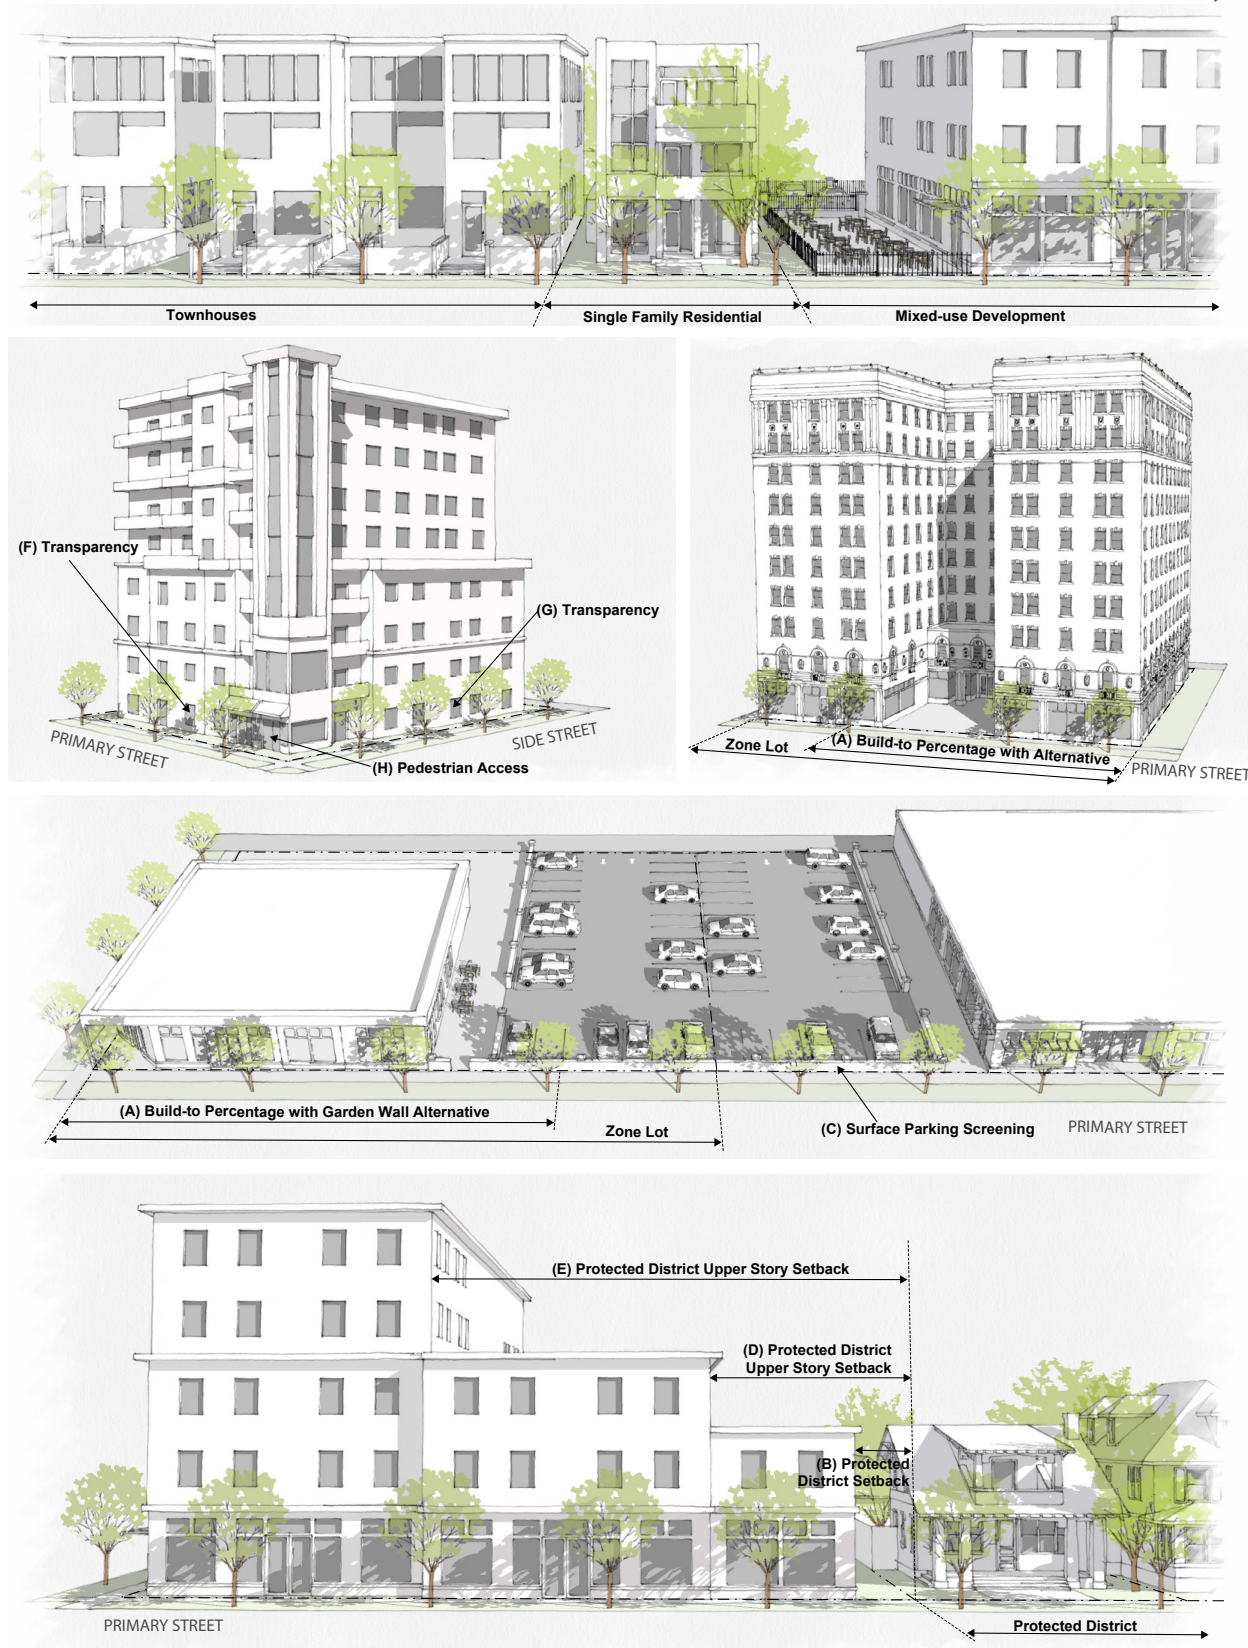 Townhouses
Single Family Residential
Mixed-use Development
(F) Transparency
(G) Transparency
PRIMARY STREET
SIDE STREET
(H) Pedestrian Access
Zone Lot
(A) Build-to Percentage with Alternative
PRIMARY STREET
(A) Build-to Percentage with Garden Wall Alternative
Zone Lot
(C) Surface Parking Screening
PRIMARY STREET
(E) Protected District Upper Story Setback
(D) Protected District
Upper Story Setback
(B) Protected
District Setback
PRIMARY STREET
Protected District